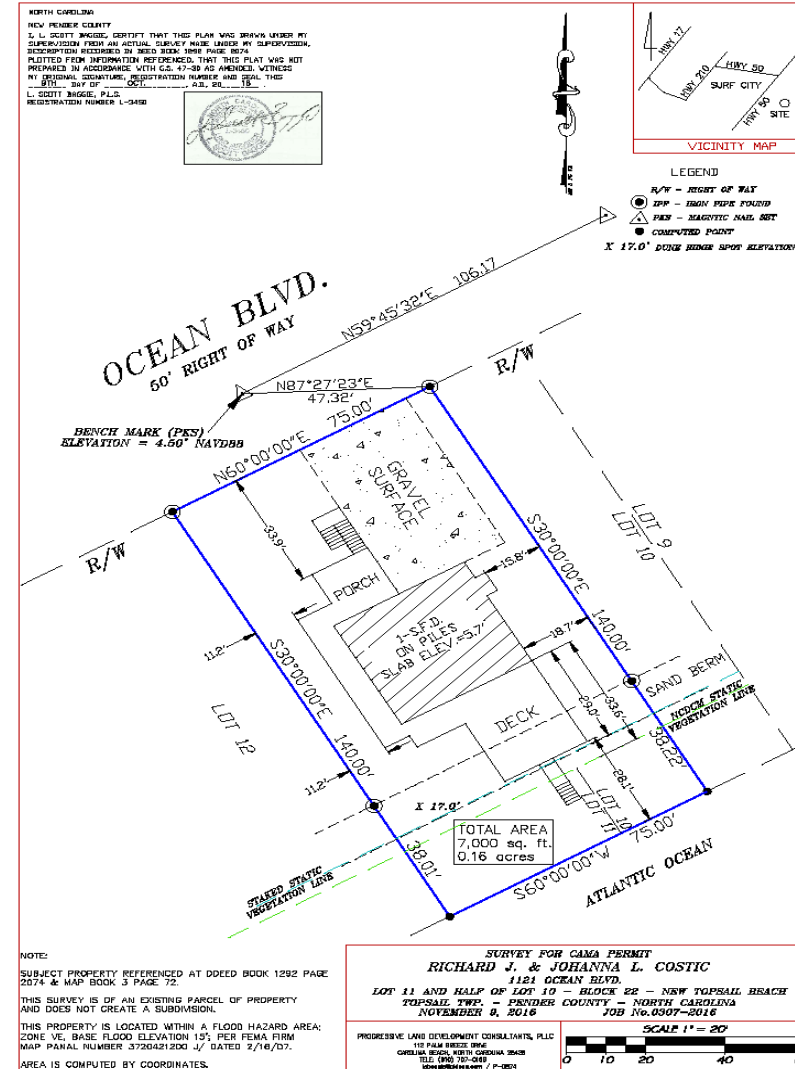 NORTH CAROLINA
NEW PENDER COUNTY
I, L. SCOTT BAGGIE, CERTIFY THAT THIS PLAN WAS DRAWN UNDER MY
SUPERVISION FROM AN ACTUAL SURVEY MADE UNDER MY SUPERVISION,
DESCRIPTION RECORDED IN DEED BOOK 1292 PAGE 2074
PLOTTED FROM INFORMATION REFERENCED, THAT THIS PLAT WAS NOT
PREPARED IN ACCORDANCE WITH G.S. 47-30 AS AMENDED. WITNESS
MY ORIGINAL SIGNATURE, REGISTRATION NUMBER AND SEAL THIS
9TH DAY OF OCT. , A.D., 20 16 .
L. SCOTT BAGGIE, P.L.S.
REGISTRATION NUMBER L-3450
HWY 17
HWY 210
HWY 50
SURF CITY
HWY 50
SITE
VICINITY MAP
LEGEND
R/W - RIGHT OF WAY
IPF - IRON PIPE FOUND
PKS - MAGNTIC NAIL SET
COMPUTED POINT
X 17.0' DUNE RIDGE SPOT ELEVATION
OCEAN BLVD.
50' RIGHT OF WAY
N59°45'32"E 106.17
R/W
N87°27'23"E
47.32'
BENCH MARK (PKS)
ELEVATION = 4.50' NAVD88
N60°00'00"E 75.00'
GRAVEL
SURFACE
LOT 9
LOT 10
33.9'
R/W
PORCH
15.8'
S30°00'00"E 140.00'
1-S.F.D.
ON PILES
SLAB ELEV.=5.7'
18.7'
11.2'
S30°00'00"E 140.00'
SAND BERM
LOT 12
DECK
29.0'
33.6'
NCDCM STATIC
VEGETATION LINE
38.22'
11.2'
28.1'
X 17.0'
LOT 10
LOT 11
TOTAL AREA
7,000 sq. ft.
0.16 acres
38.01'
S60°00'00"W 75.00'
STAKED STATIC
VEGETATION LINE
ATLANTIC OCEAN
NOTE:
SUBJECT PROPERTY REFERENCED AT DDEED BOOK 1292 PAGE
2074 & MAP BOOK 3 PAGE 72.
THIS SURVEY IS OF AN EXISTING PARCEL OF PROPERTY
AND DOES NOT CREATE A SUBDIVISION.
THIS PROPERTY IS LOCATED WITHIN A FLOOD HAZARD AREA;
ZONE VE, BASE FLOOD ELEVATION 15'; PER FEMA FIRM
MAP PANAL NUMBER 3720421200 J/ DATED 2/16/07.
AREA IS COMPUTED BY COORDINATES.
SURVEY FOR CAMA PERMIT
RICHARD J. & JOHANNA L. COSTIC
1121 OCEAN BLVD.
LOT 11 AND HALF OF LOT 10 - BLOCK 22 - NEW TOPSAIL BEACH
TOPSAIL TWP. - PENDER COUNTY - NORTH CAROLINA
NOVEMBER 9, 2016 JOB No.0307-2016
PROGRESSIVE LAND DEVELOPMENT CONSULTANTS, PLLC
112 PALM BREEZE DRIVE
CAROLINA BEACH, NORTH CAROLINA 28428
/ P-0874
SCALE 1" = 20'
0 10 20 40